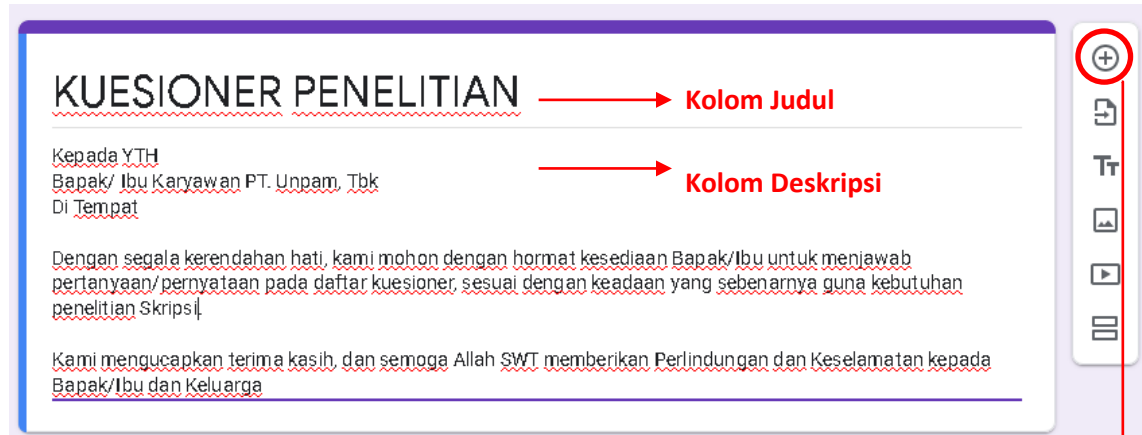 KUESIONER PENELITIAN
Kolom Judul
Kepada YTH
Bapak/ Ibu Karyawan PT. Unpam, Tbk
Kolom Deskripsi
Di Tempat
Dengan segala kerendahan hati, kami mohon dengan hormat kesediaan Bapak/Ibu untuk menjawab
pertanyaan/pernyataan pada daftar kuesioner, sesuai dengan keadaan yang sebenarnya guna kebutuhan
penelitian Skripsi.
Kami mengucapkan terima kasih, dan semoga Allah SWT memberikan Perlindungan dan Keselamatan kepada
Bapak/Ibu dan Keluarga
Tт